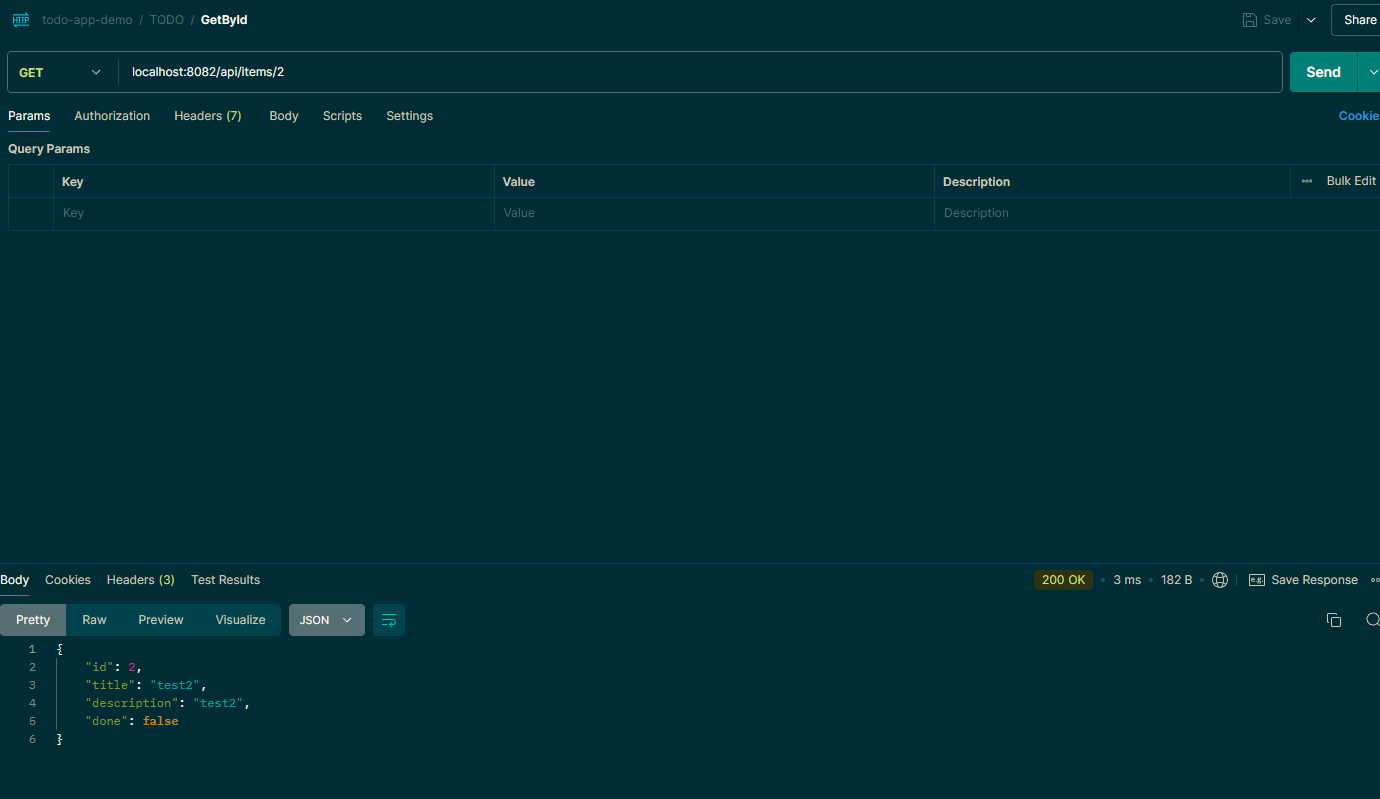 HTTP todo-app-demo / TODO / GetById Save Share
GET localhost:8082/api/items/2 Send
Params Authorization Headers (7) Body Scripts Settings Cookie
Query Params
Key Value Description Bulk Edit
Key Value Description
Body Cookies Headers (3) Test Results 200 OK 3 ms 182 B e.g. Save Response
Pretty Raw Preview Visualize JSON
1 {
2 "id": 2,
3 "title": "test2",
4 "description": "test2",
5 "done": false
6 }